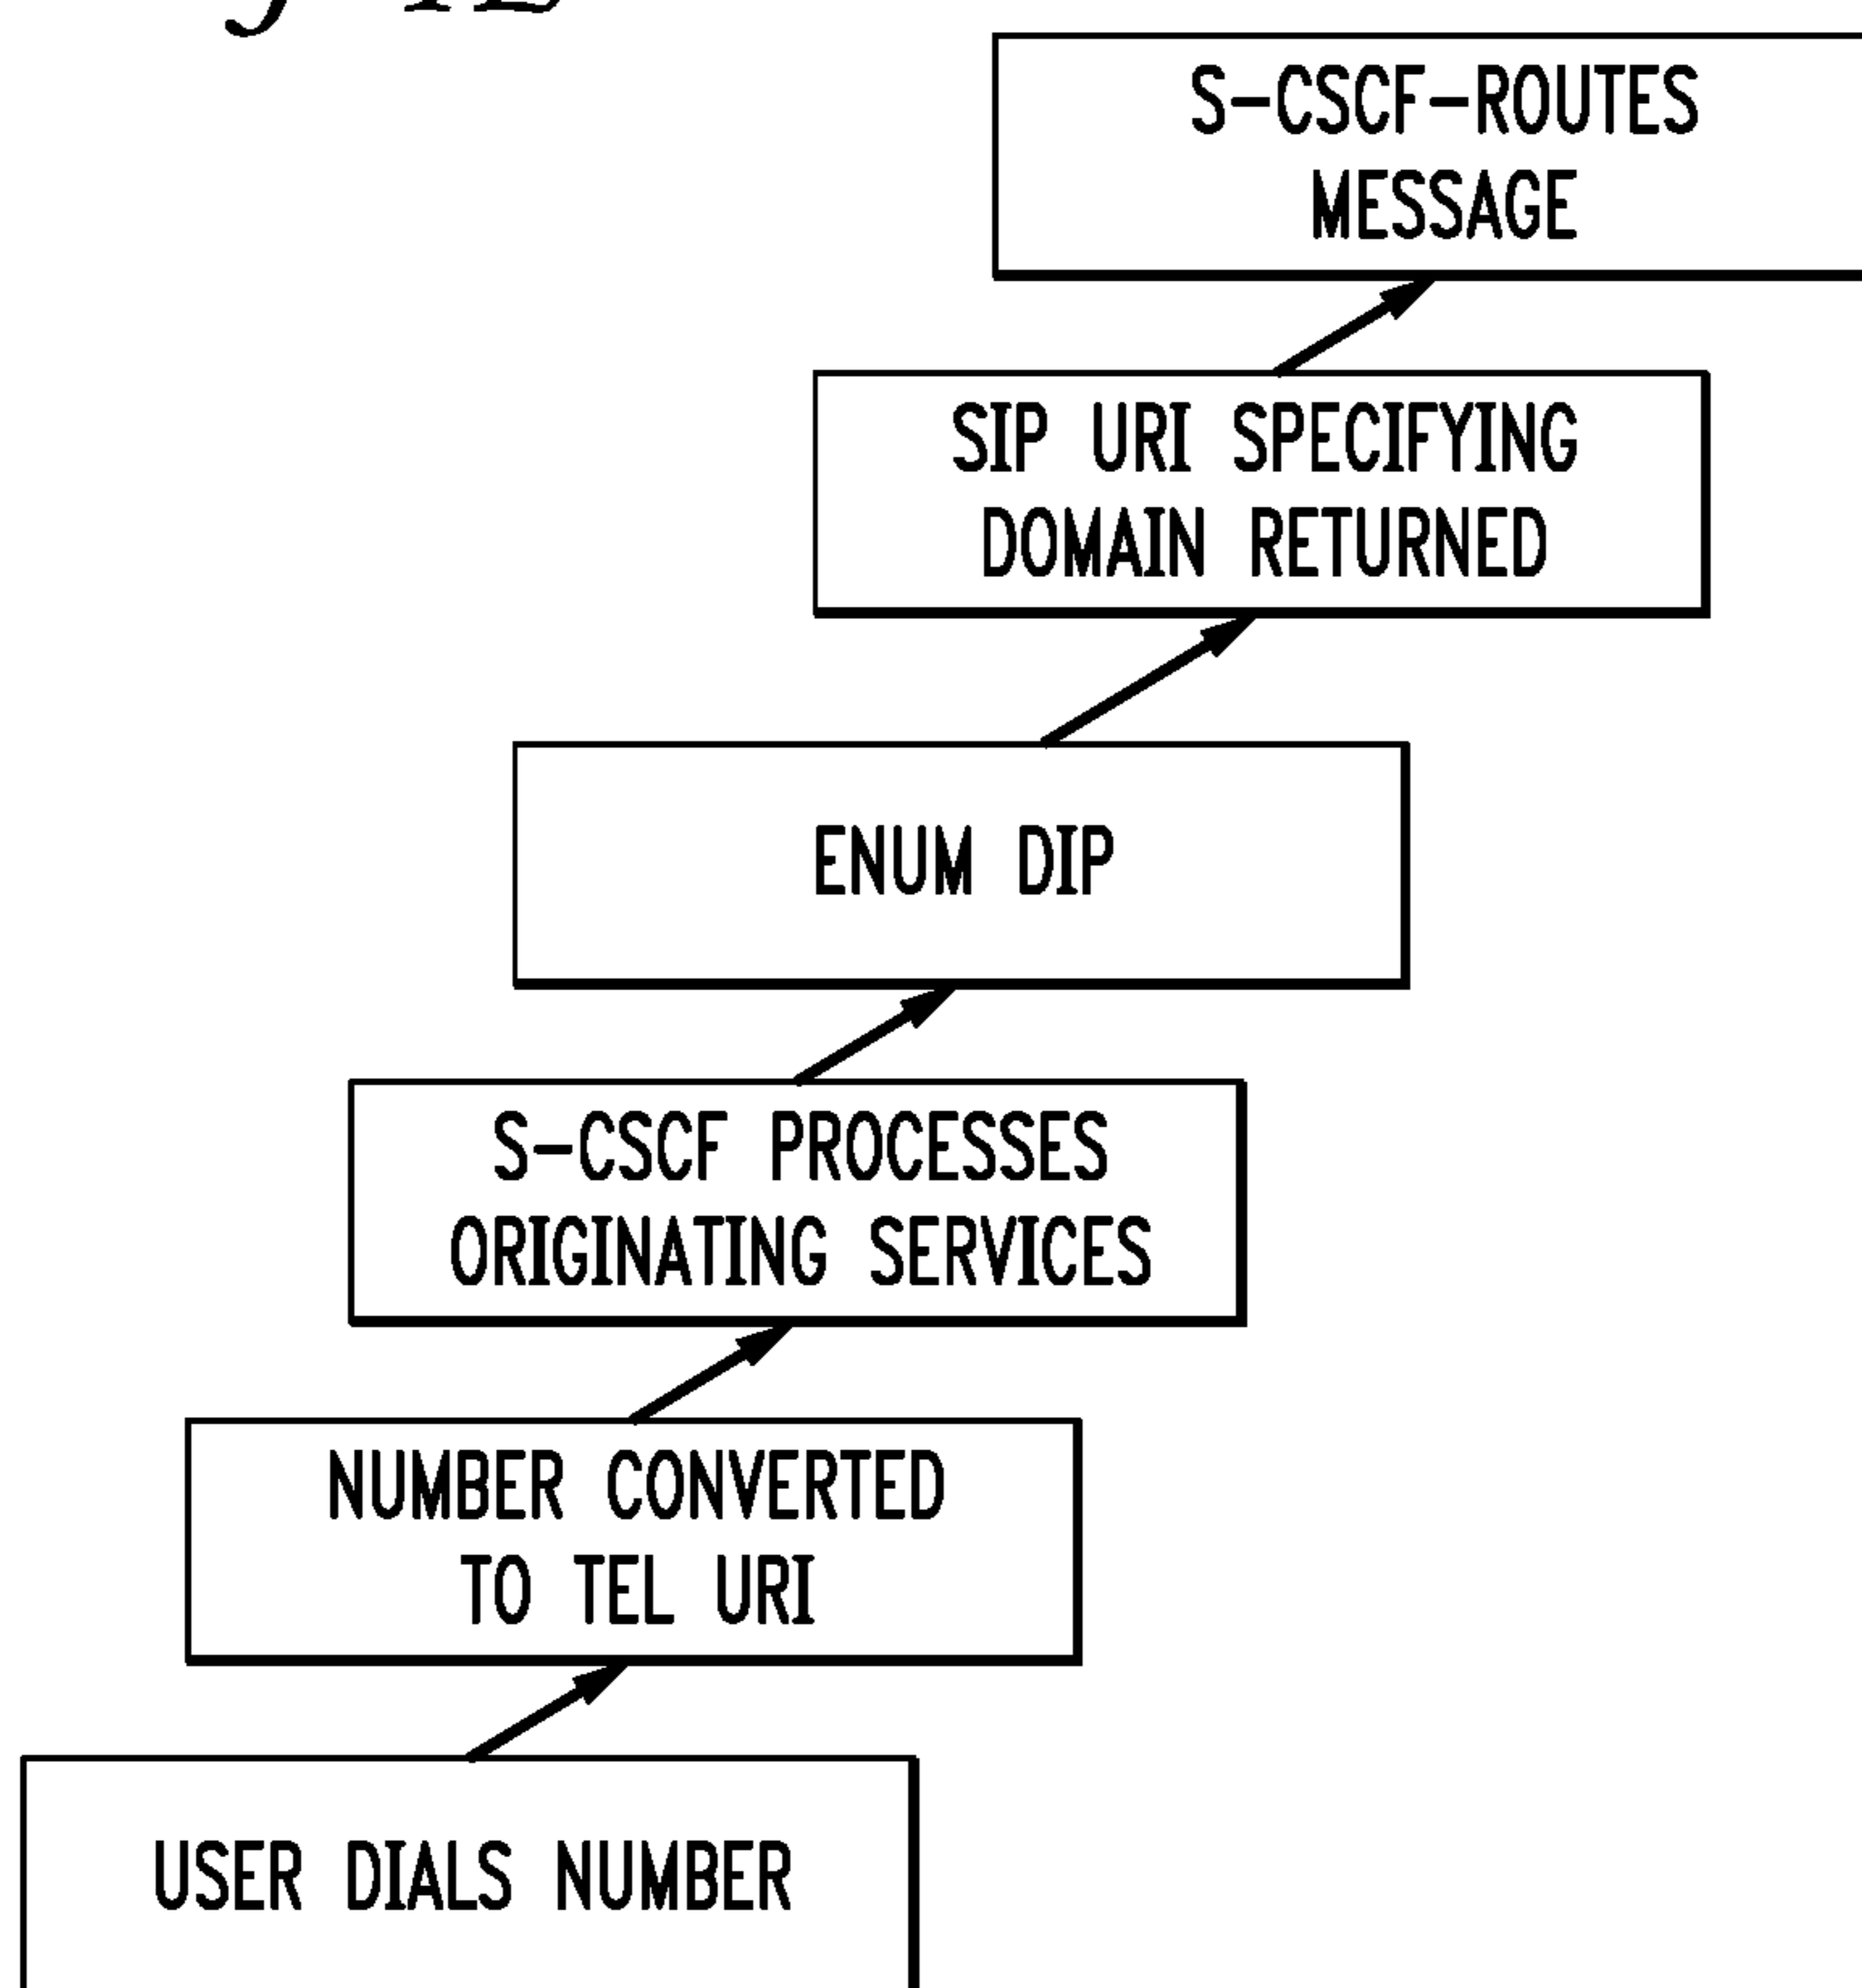 S-CSCF-ROUTES
MESSAGE
SIP URI SPECIFYING
DOMAIN RETURNED
ENUM DIP
S-CSCF PROCESSES
ORIGINATING SERVICES
NUMBER CONVERTED
TO TEL URI
USER DIALS NUMBER